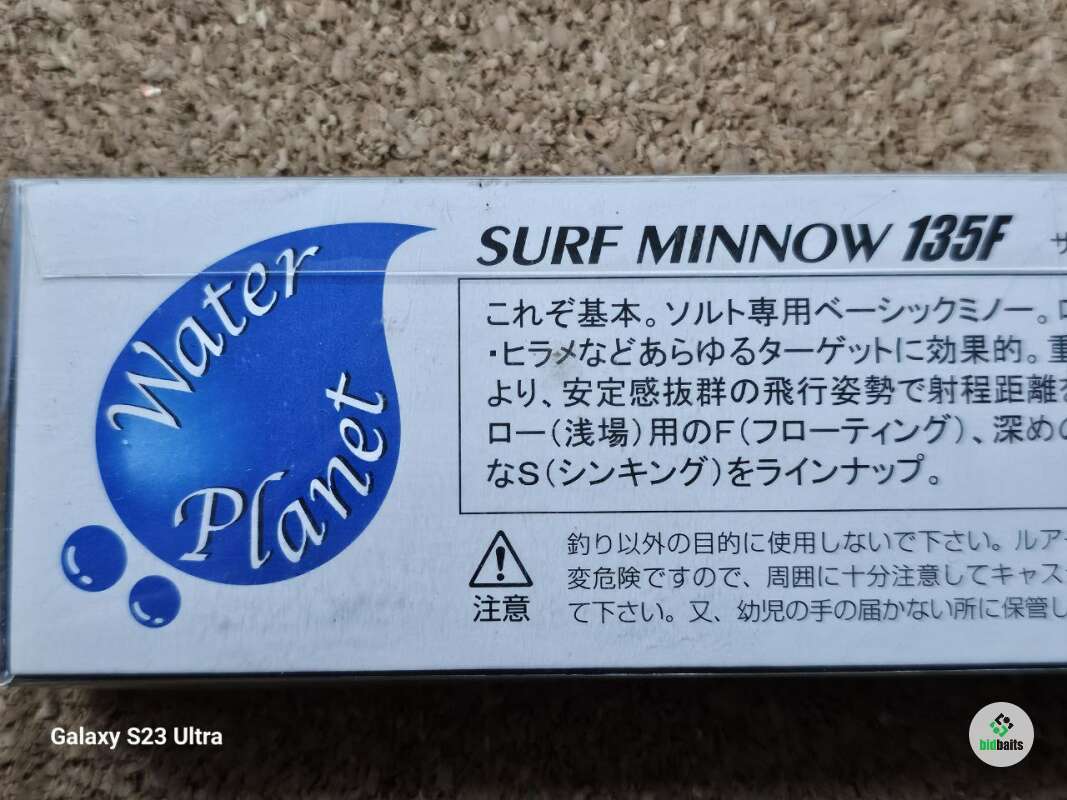 Water
Planet
SURF MINNOW 135F サ
これぞ基本。ソルト専用ベーシックミノー。
・ヒラメなどあらゆるターゲットに効果的。重
より、安定感抜群の飛行姿勢で射程距離を
ロー(浅場)用のF(フローティング)、深めの
なS(シンキング)をラインナップ。
注意
釣り以外の目的に使用しないで下さい。ルアー
変危険ですので、周囲に十分注意してキャス
て下さい。又、幼児の手の届かない所に保管し
Galaxy S23 Ultra
bidbaits